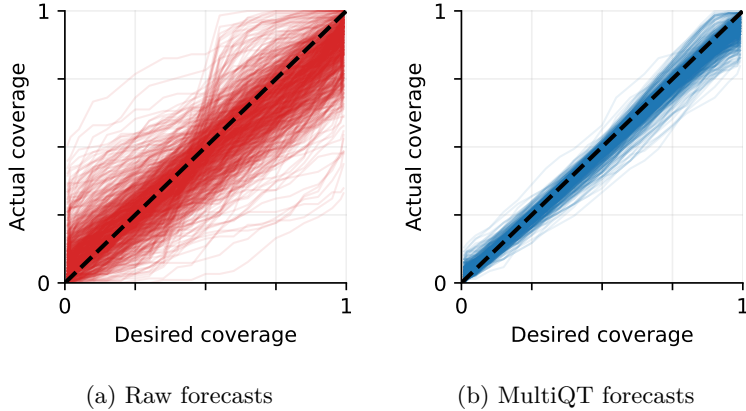 1
Actual coverage
0
0
1
Desired coverage
(a) Raw forecasts
1
Actual coverage
0
0
1
Desired coverage
(b) MultiQT forecasts